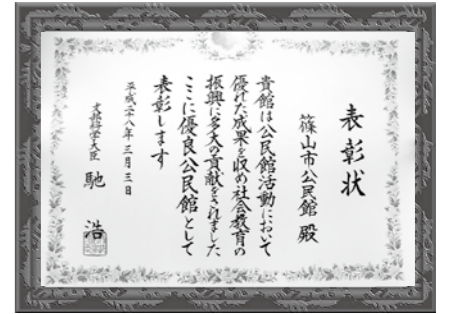 表彰状
篠山市公民館 殿
貴館は公民館活動において
優れた成果を収め社会教育の
振興に多大の貢献をされました
ここに優良公民館として
表彰します
平成二十八年三月三日
文部科学大臣 馳 浩